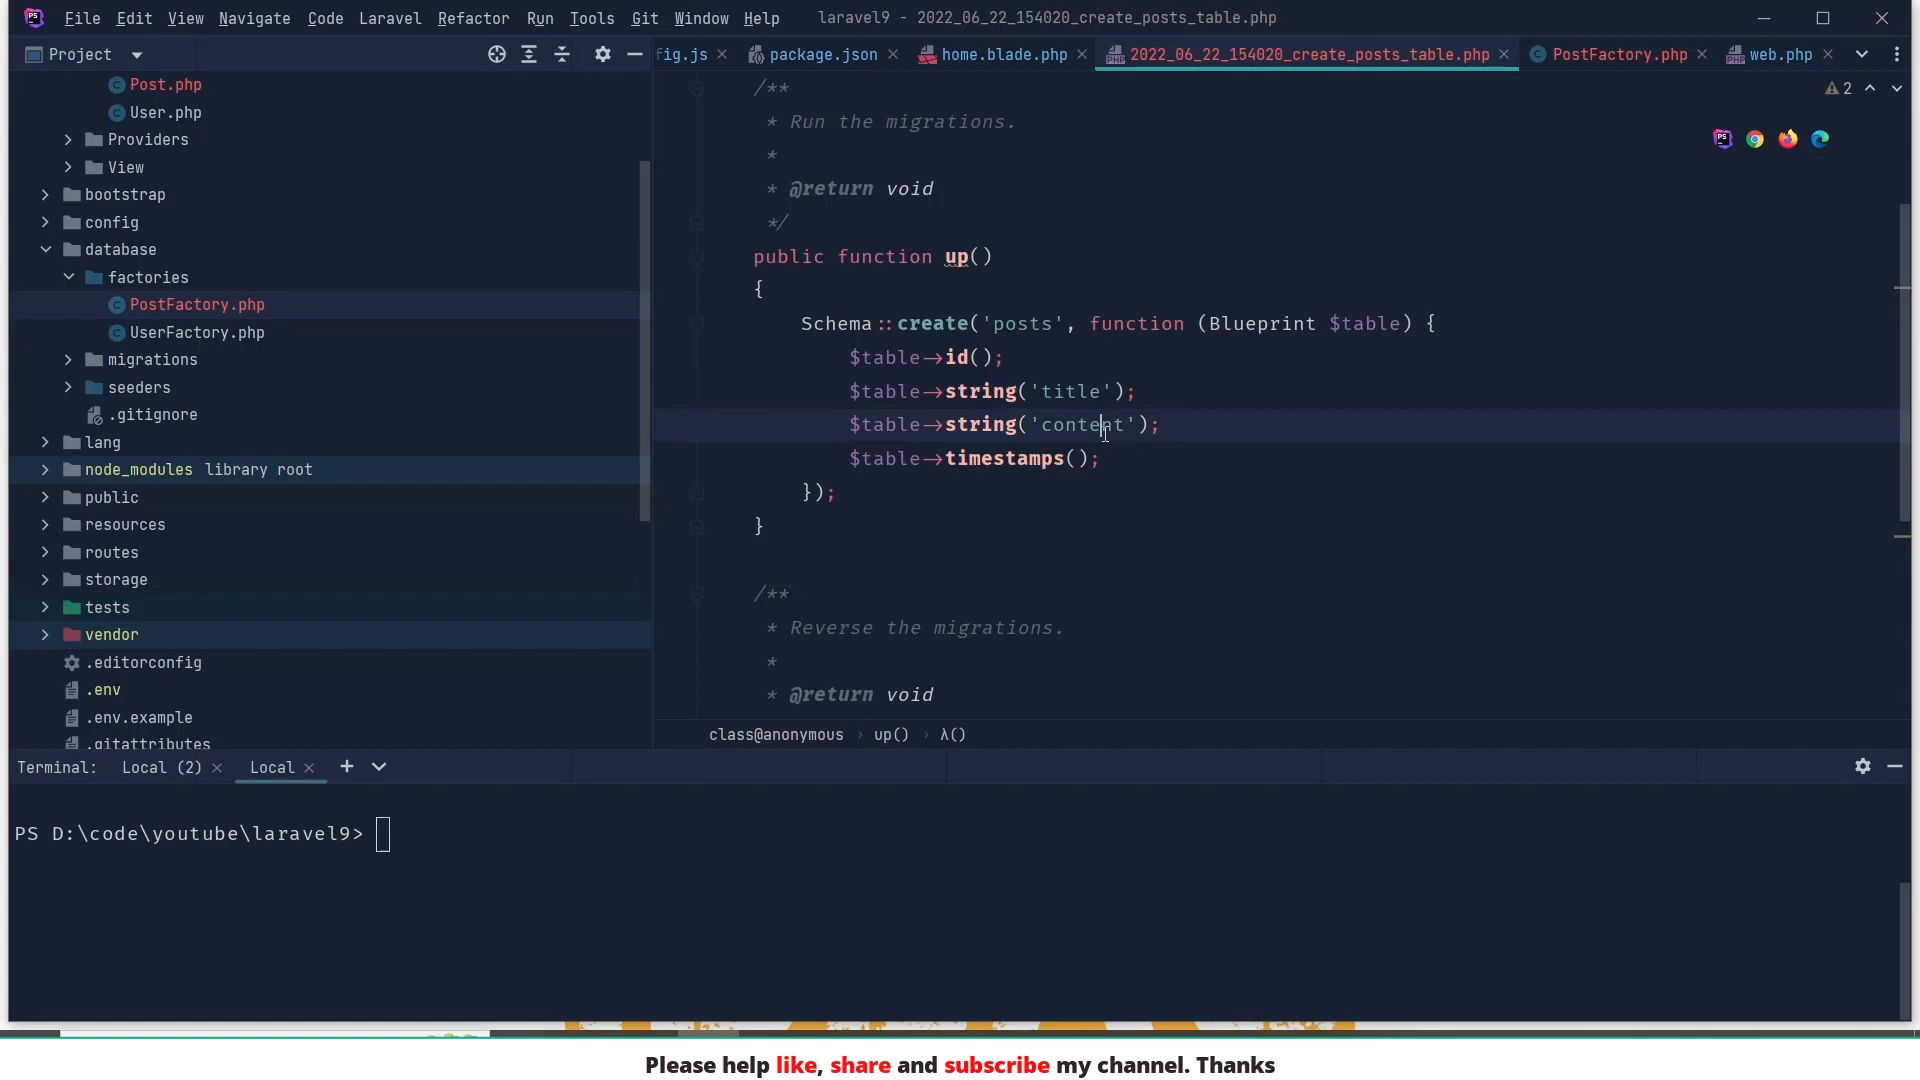 File Edit View Navigate Code Laravel Refactor Run Tools Git Window Help laravel9 - 2022_06_22_154020_create_posts_table.php
Project
fig.js package.json home.blade.php 2022_06_22_154020_create_posts_table.php PostFactory.php web.php
Post.php
User.php
Providers
View
bootstrap
config
database
factories
PostFactory.php
UserFactory.php
migrations
seeders
.gitignore
lang
node_modules library root
public
resources
routes
storage
tests
vendor
.editorconfig
.env
.env.example
.gitattributes
2
/**
* Run the migrations.
*
* @return void
*/
public function up()
{
Schema::create('posts', function (Blueprint $table) {
$table->id();
$table->string('title');
$table->string('content');
$table->timestamps();
});
}
/**
* Reverse the migrations.
*
* @return void
class@anonymous › up() › λ()
Terminal: Local (2) Local
PS D:\code\youtube\laravel9>
Please help like, share and subscribe my channel. Thanks